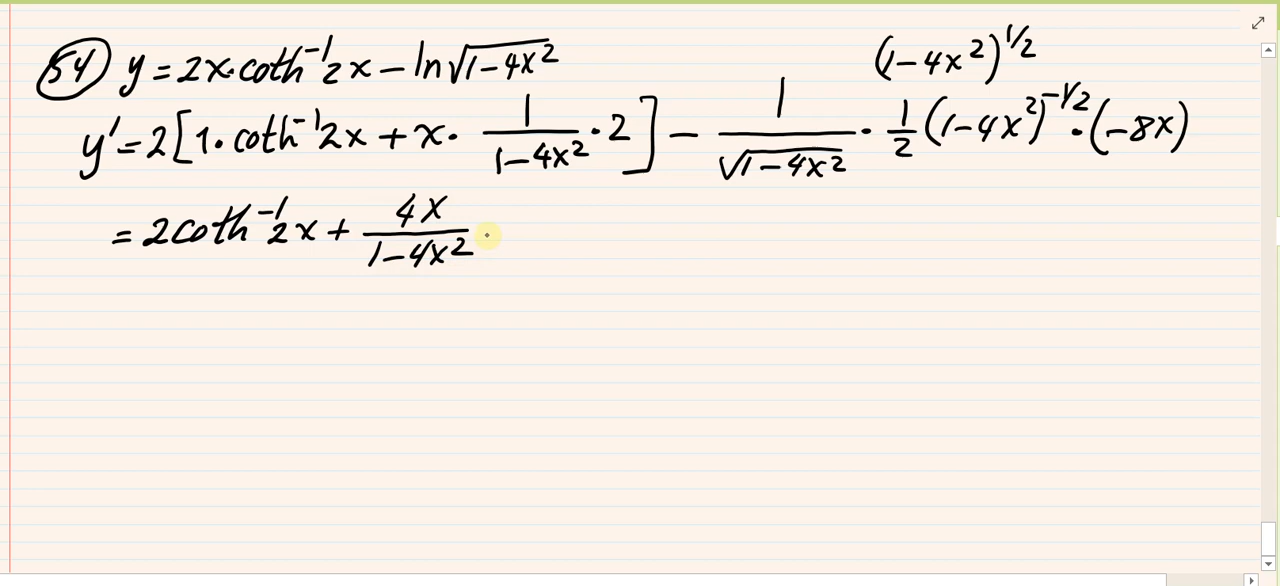 54 y = 2x·coth⁻¹2x − ln√(1−4x²) (1−4x²)^1/2
y' = 2[1·coth⁻¹2x + x· 1/(1−4x²) ·2] − 1/√(1−4x²) · 1/2 (1−4x²)^−1/2 ·(−8x)
= 2coth⁻¹2x + 4x/(1−4x²)